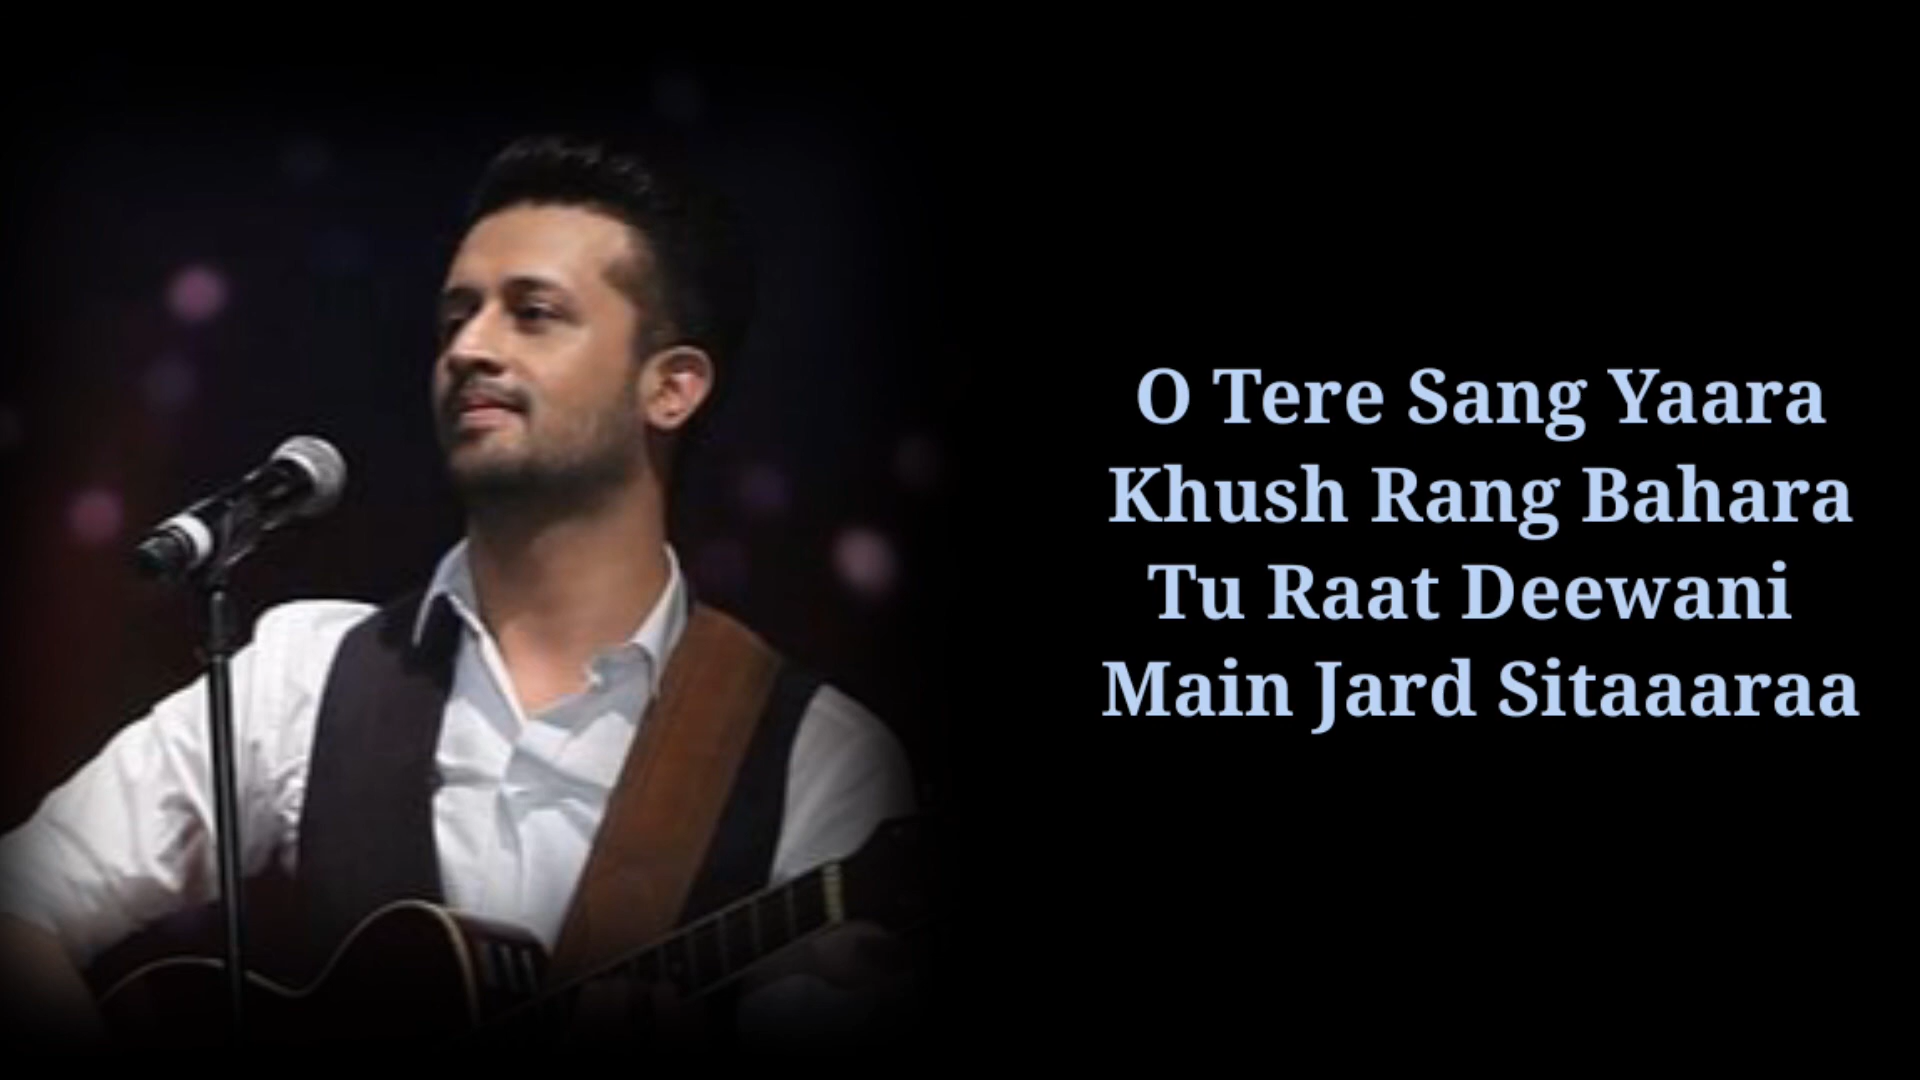 O Tere Sang Yaara
Khush Rang Bahara
Tu Raat Deewani
Main Jard Sitaaaraa